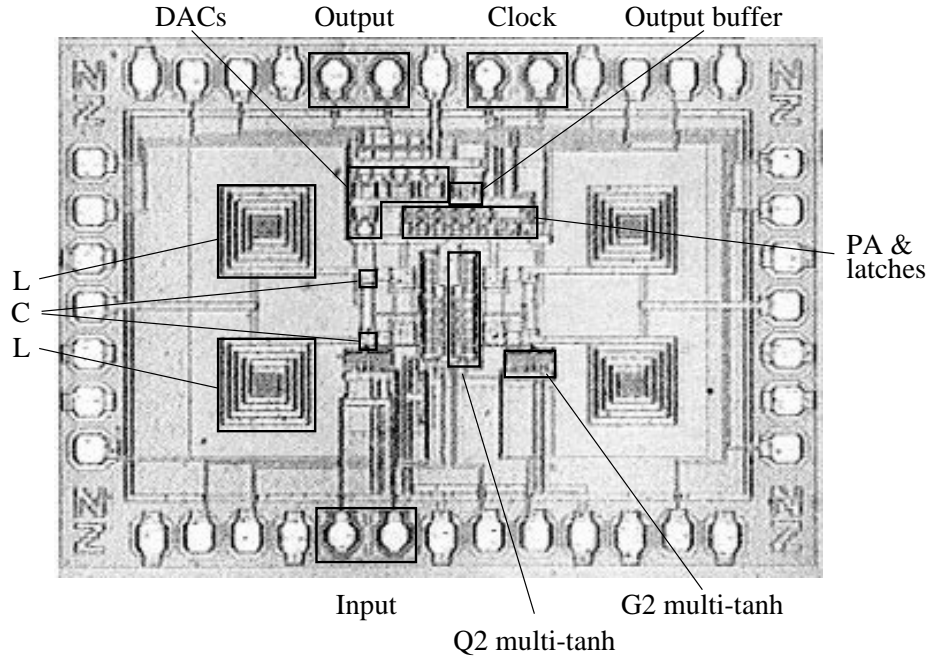 DACs
Output
Clock
Output buffer
PA &
latches
L
C
L
Input
G2 multi-tanh
Q2 multi-tanh